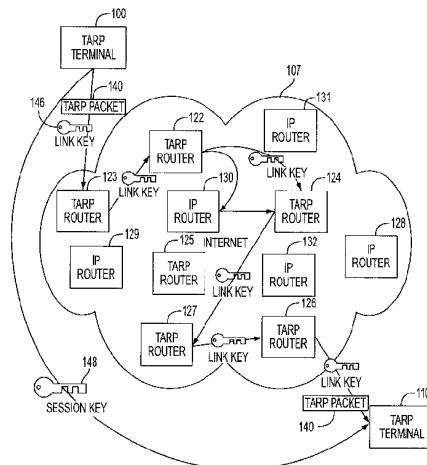 100
TARP
TERMINAL
140
146
TARP PACKET
LINK KEY
107
131
IP
ROUTER
122
TARP
ROUTER
123
TARP
ROUTER
LINK KEY
LINK KEY
130
IP
ROUTER
124
TARP
ROUTER
129
IP
ROUTER
125
TARP
ROUTER
INTERNET
132
IP
ROUTER
128
IP
ROUTER
LINK KEY
127
TARP
ROUTER
LINK KEY
126
TARP
ROUTER
LINK KEY
148
SESSION KEY
TARP PACKET
140
110
TARP
TERMINAL